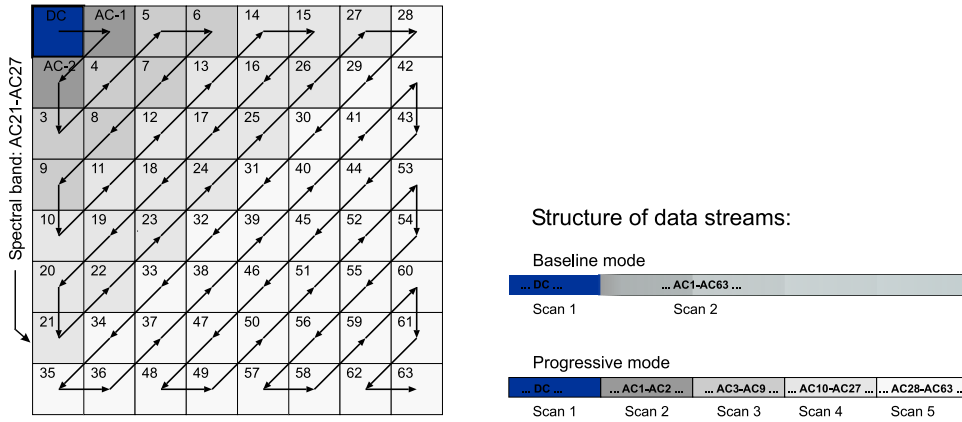 DC AC-1 5 6 14 15 27 28
AC-2 4 7 13 16 26 29 42
3 8 12 17 25 30 41 43
9 11 18 24 31 40 44 53
10 19 23 32 39 45 52 54
20 22 33 38 46 51 55 60
21 34 37 47 50 56 59 61
35 36 48 49 57 58 62 63
Spectral band: AC21-AC27
Structure of data streams:
Baseline mode
... DC ... ... AC1-AC63 ...
Scan 1 Scan 2
Progressive mode
... DC ... ... AC1-AC2 ... ... AC3-AC9 ... ... AC10-AC27 ... ... AC28-AC63 ...
Scan 1 Scan 2 Scan 3 Scan 4 Scan 5